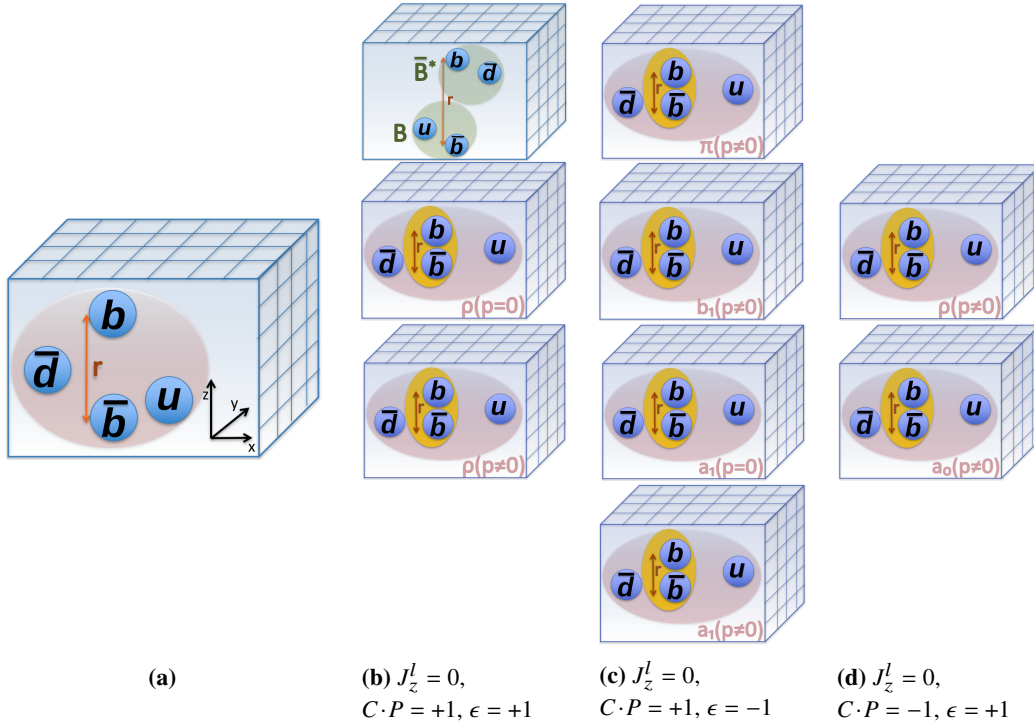 b
d̄
r
b̄
u
z
y
x
(a)
B̄*
b
d̄
r
B
u
b̄
b
d̄
r
b̄
u
ρ(p=0)
b
d̄
r
b̄
u
ρ(p≠0)
(b) J_z^l = 0,
C·P = +1, ϵ = +1
b
d̄
r
b̄
u
π(p≠0)
b
d̄
r
b̄
u
b₁(p≠0)
b
d̄
r
b̄
u
a₁(p=0)
b
d̄
r
b̄
u
a₁(p≠0)
(c) J_z^l = 0,
C·P = +1, ϵ = −1
b
d̄
r
b̄
u
ρ(p≠0)
b
d̄
r
b̄
u
a₀(p≠0)
(d) J_z^l = 0,
C·P = −1, ϵ = +1